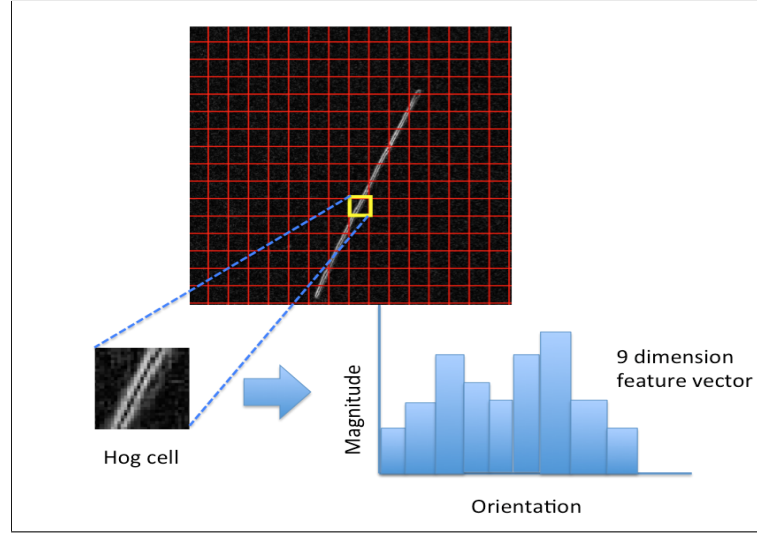 9 dimension
feature vector
Magnitude
Hog cell
Orientation